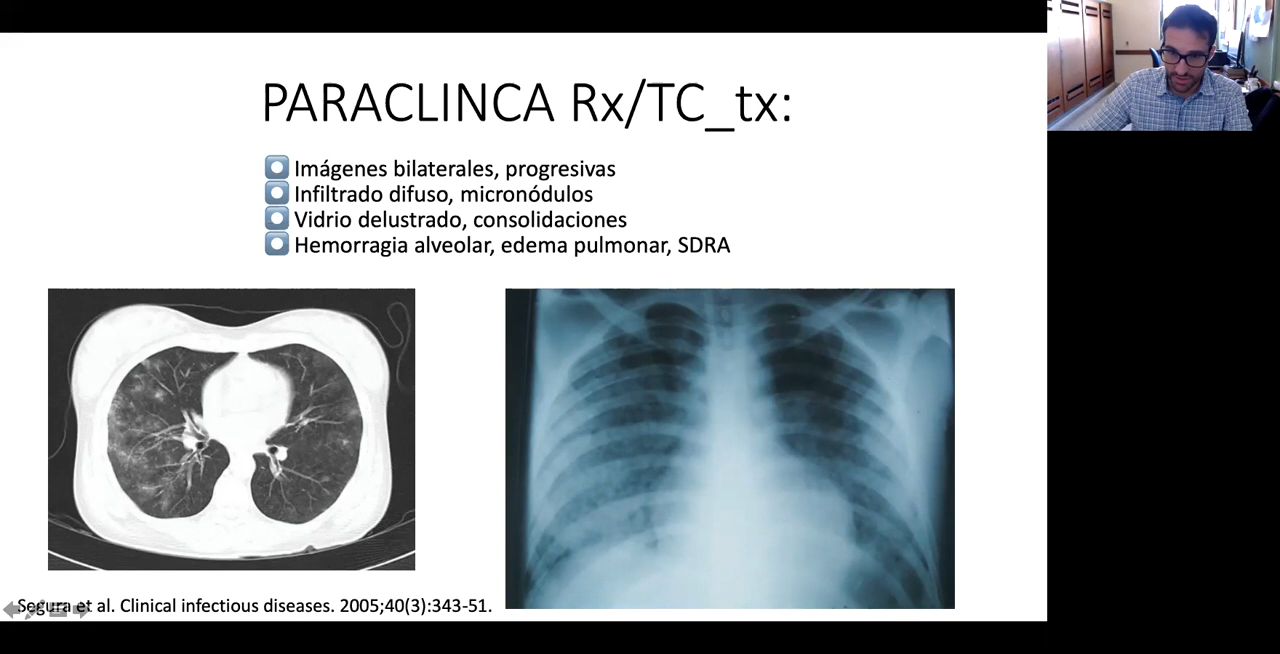 PARACLINCA Rx/TC_tx:
Imágenes bilaterales, progresivas
Infiltrado difuso, micronódulos
Vidrio delustrado, consolidaciones
Hemorragia alveolar, edema pulmonar, SDRA
Segura et al. Clinical infectious diseases. 2005;40(3):343-51.